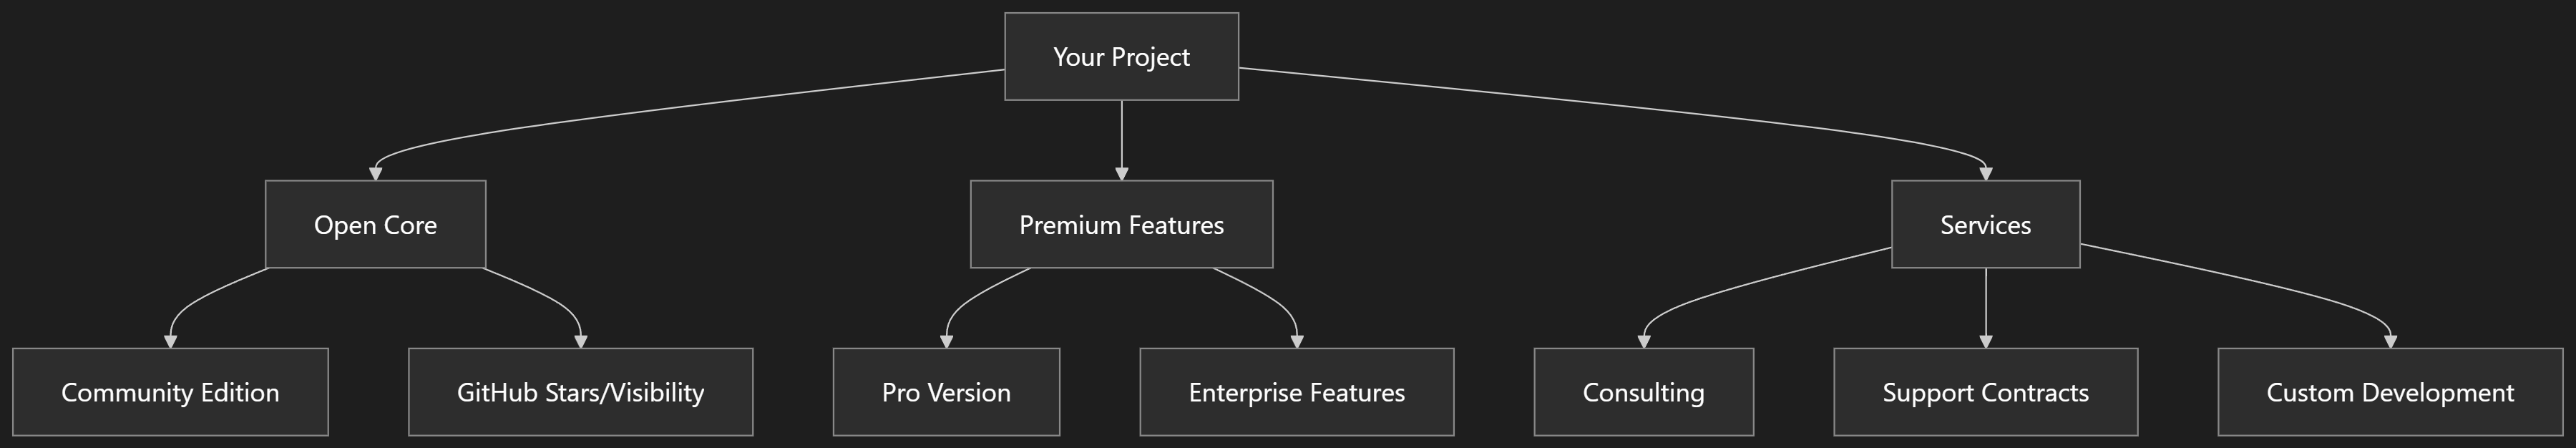 Your Project
Open Core
Premium Features
Services
Community Edition
GitHub Stars/Visibility
Pro Version
Enterprise Features
Consulting
Support Contracts
Custom Development